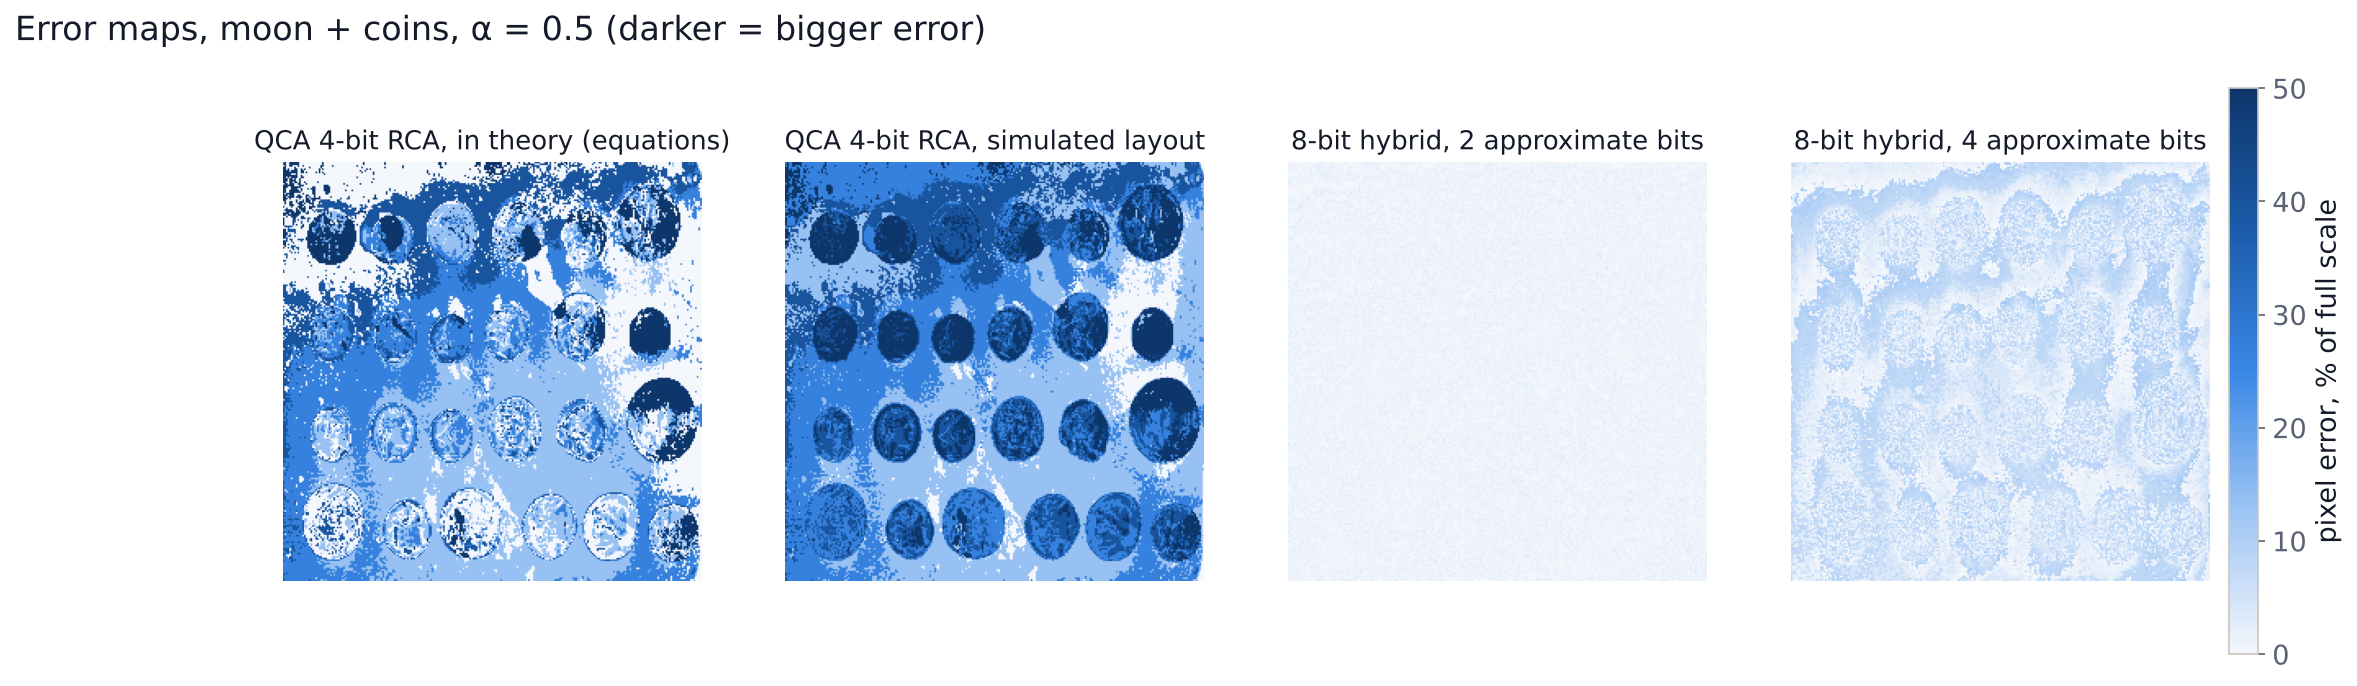 Error maps, moon + coins, α = 0.5 (darker = bigger error)
QCA 4-bit RCA, in theory (equations)
QCA 4-bit RCA, simulated layout
8-bit hybrid, 2 approximate bits
8-bit hybrid, 4 approximate bits
50
40
30
20
10
0
pixel error, % of full scale